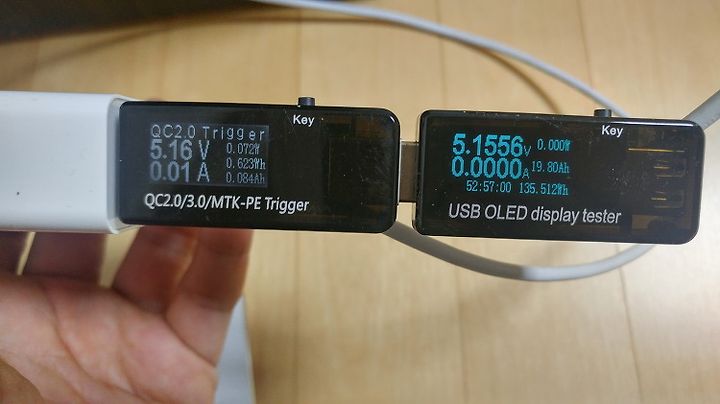 Key
QC2.0 Trigger
5.16 V 0.072W
0.623Wh
0.01 A 0.084Ah
QC2.0/3.0/MTK-PE Trigger
Key
5.1556V 0.000W
0.0000A 19.80Ah
52:57:00 135.512Wh
USB OLED display tester